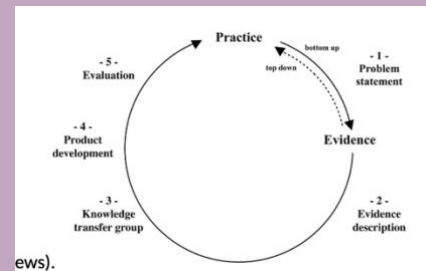 Practice
bottom up
top down
- 1 -
Problem
statement
Evidence
- 2 -
Evidence
description
- 3 -
Knowledge
transfer group
- 4 -
Product
development
- 5 -
Evaluation
ews).